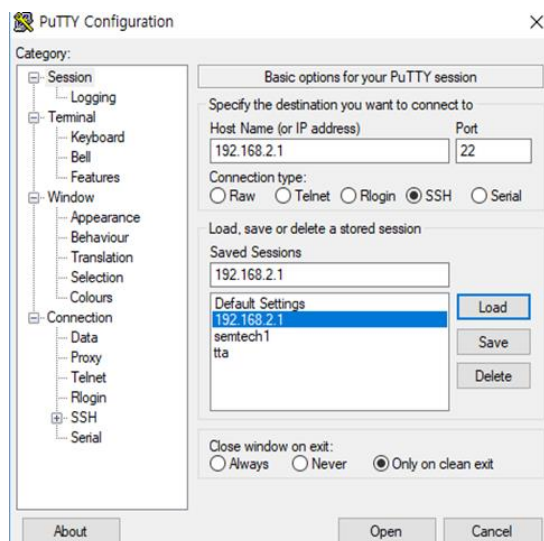 PuTTY Configuration
Category:
Session
Logging
Terminal
Keyboard
Bell
Features
Window
Appearance
Behaviour
Translation
Selection
Colours
Connection
Data
Proxy
Telnet
Rlogin
SSH
Serial
Basic options for your PuTTY session
Specify the destination you want to connect to
Host Name (or IP address) Port
192.168.2.1 22
Connection type:
Raw Telnet Rlogin SSH Serial
Load, save or delete a stored session
Saved Sessions
192.168.2.1
Default Settings
192.168.2.1
semtech1
tta
Load
Save
Delete
Close window on exit:
Always Never Only on clean exit
About Open Cancel